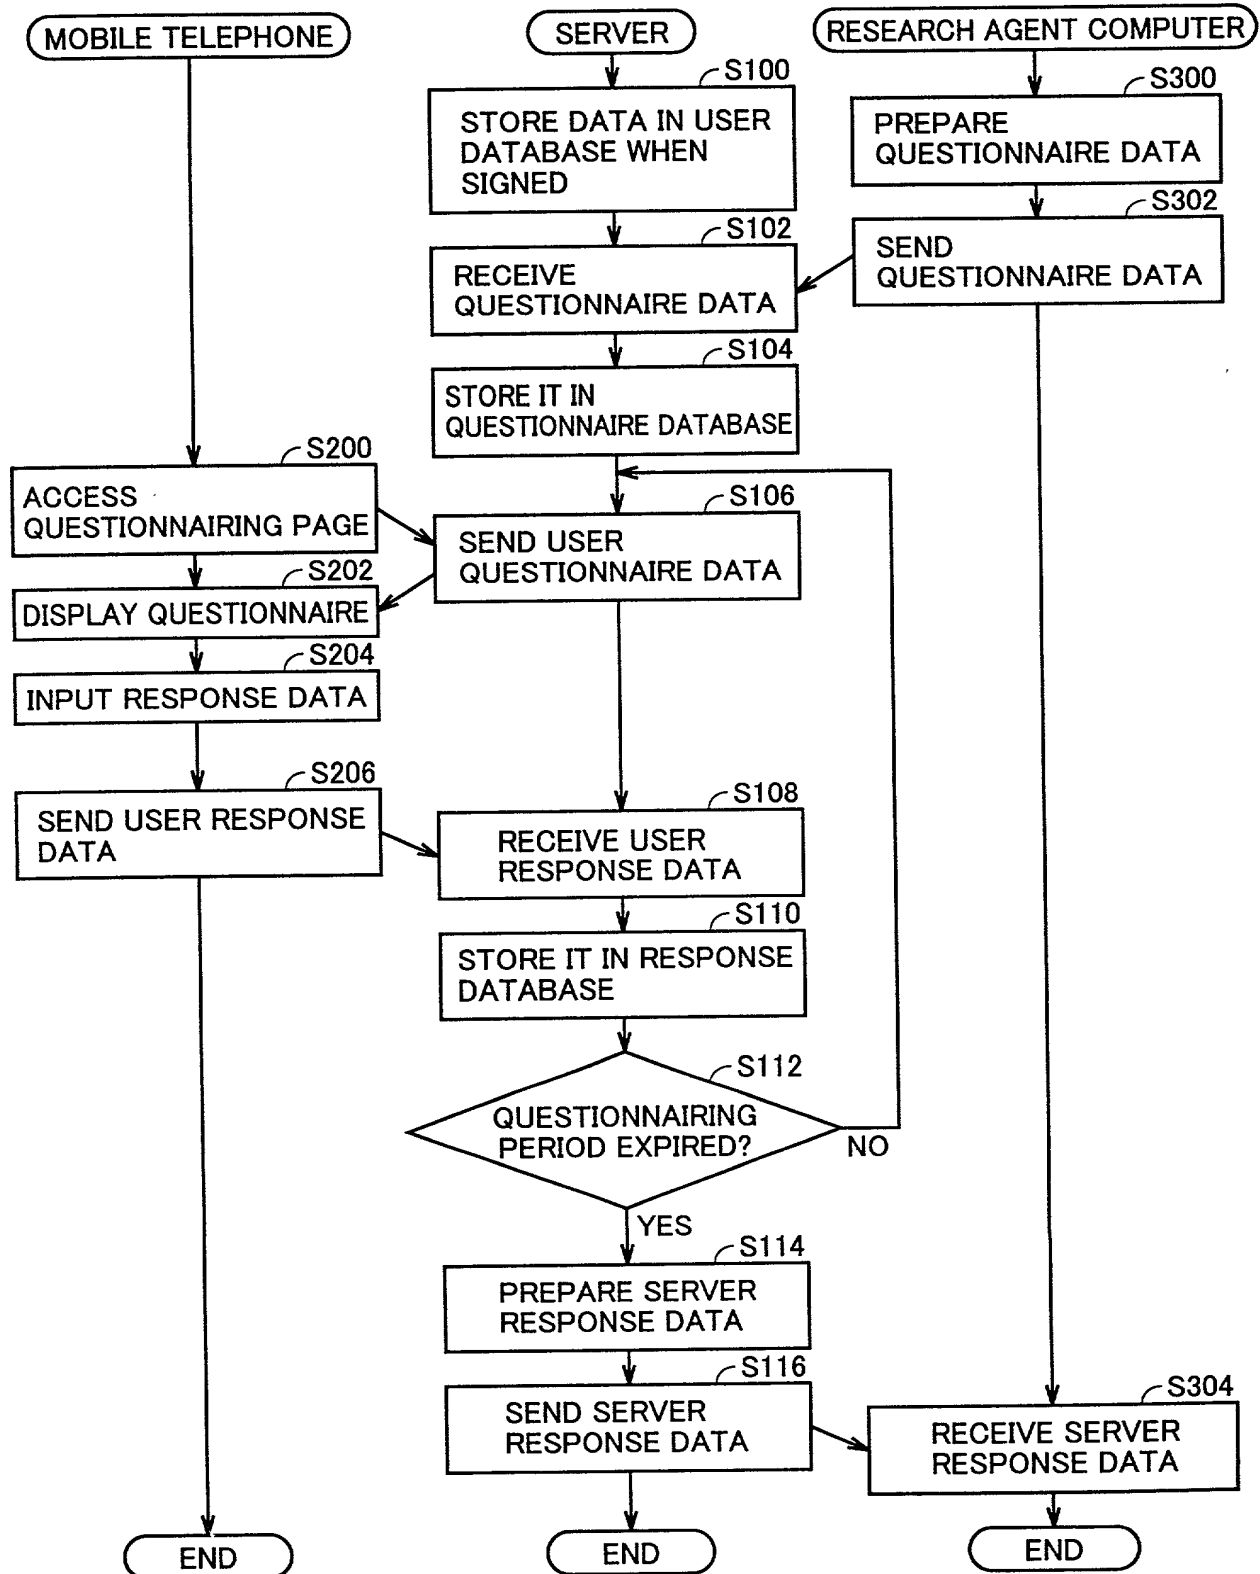 MOBILE TELEPHONE
SERVER
RESEARCH AGENT COMPUTER
S100
STORE DATA IN USER
DATABASE WHEN
SIGNED
S300
PREPARE
QUESTIONNAIRE DATA
S302
SEND
QUESTIONNAIRE DATA
S102
RECEIVE
QUESTIONNAIRE DATA
S104
STORE IT IN
QUESTIONNAIRE DATABASE
S200
ACCESS
QUESTIONNAIRING PAGE
S106
SEND USER
QUESTIONNAIRE DATA
S202
DISPLAY QUESTIONNAIRE
S204
INPUT RESPONSE DATA
S206
SEND USER RESPONSE
DATA
S108
RECEIVE USER
RESPONSE DATA
S110
STORE IT IN RESPONSE
DATABASE
S112
QUESTIONNAIRING
PERIOD EXPIRED?
NO
YES
S114
PREPARE SERVER
RESPONSE DATA
S116
SEND SERVER
RESPONSE DATA
S304
RECEIVE SERVER
RESPONSE DATA
END
END
END